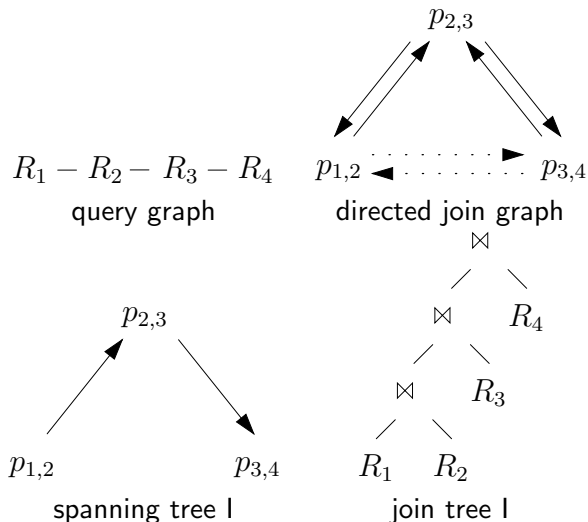 p2,3
R1 − R2 − R3 − R4
p1,2
p3,4
query graph
directed join graph
⋈
p2,3
⋈
R4
⋈
R3
p1,2
p3,4
R1
R2
spanning tree I
join tree I